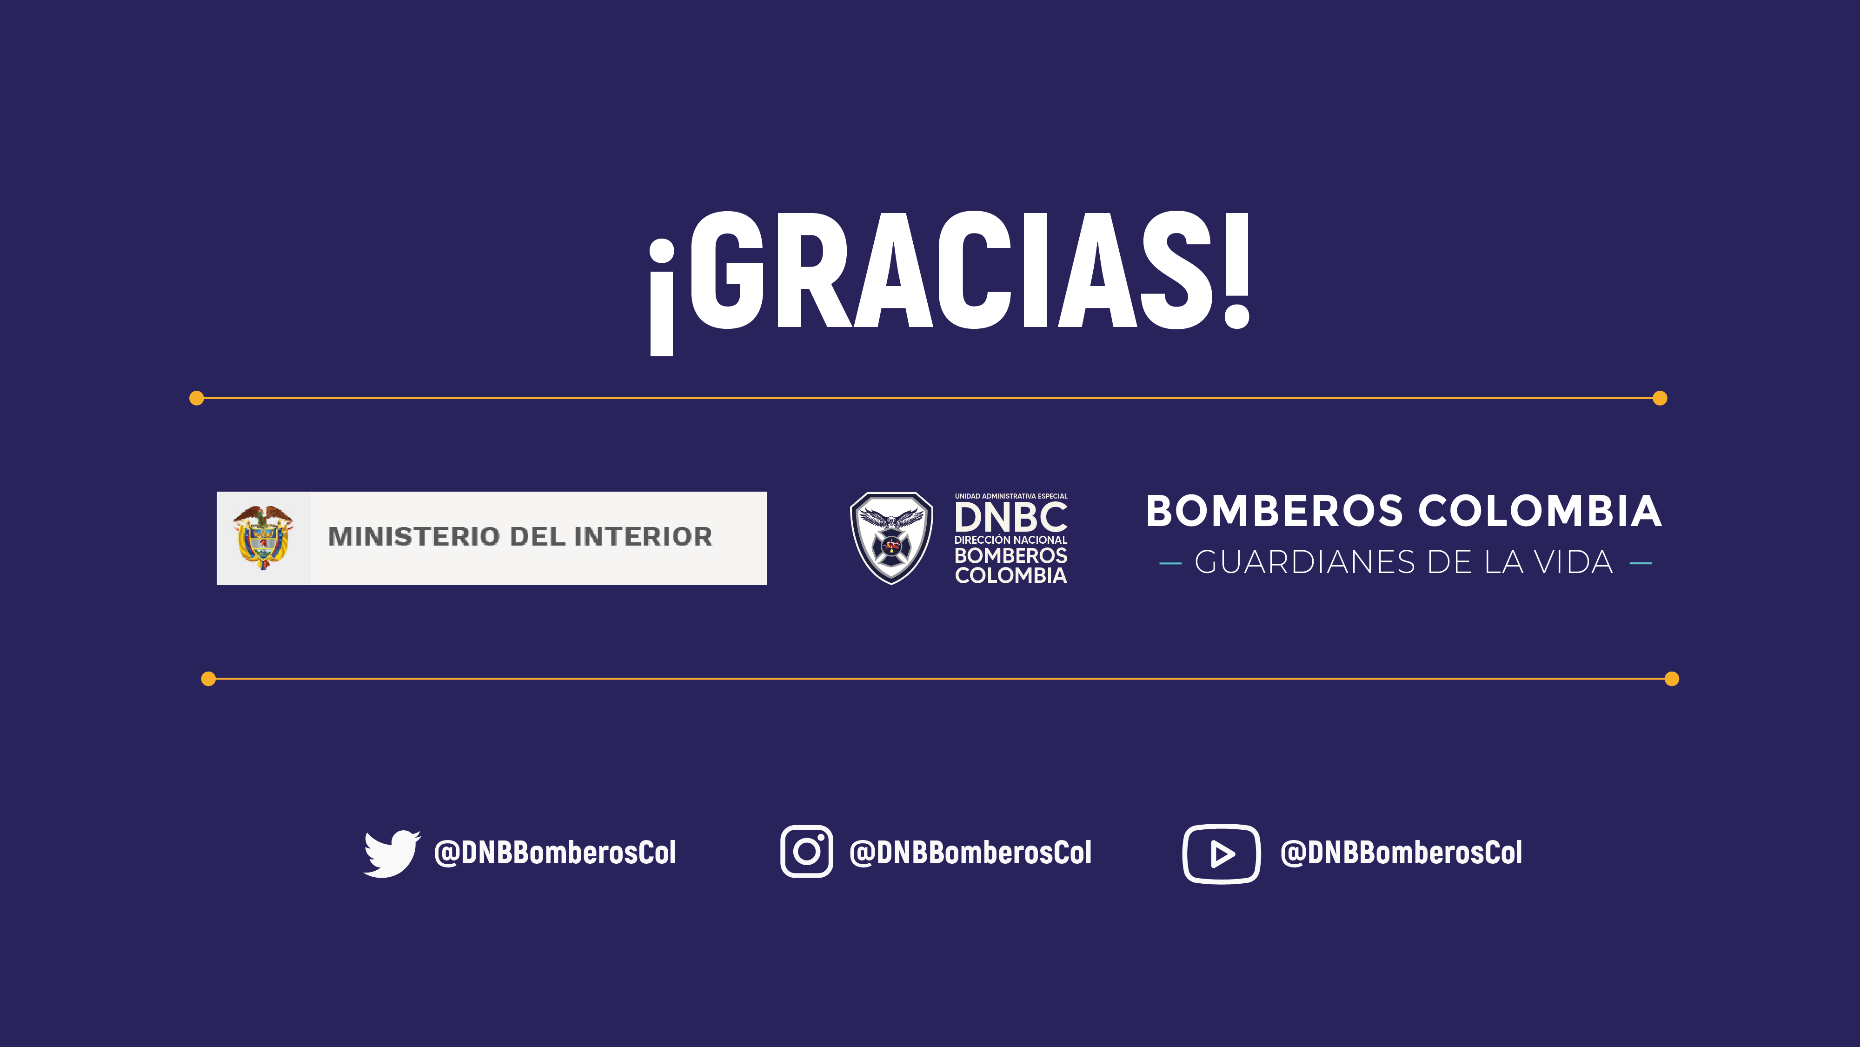 ¡GRACIAS!
MINISTERIO DEL INTERIOR
UNIDAD ADMINISTRATIVA ESPECIAL
DNBC
DIRECCIÓN NACIONAL
BOMBEROS
COLOMBIA
BOMBEROS COLOMBIA
— GUARDIANES DE LA VIDA —
@DNBBomberosCol
@DNBBomberosCol
@DNBBomberosCol